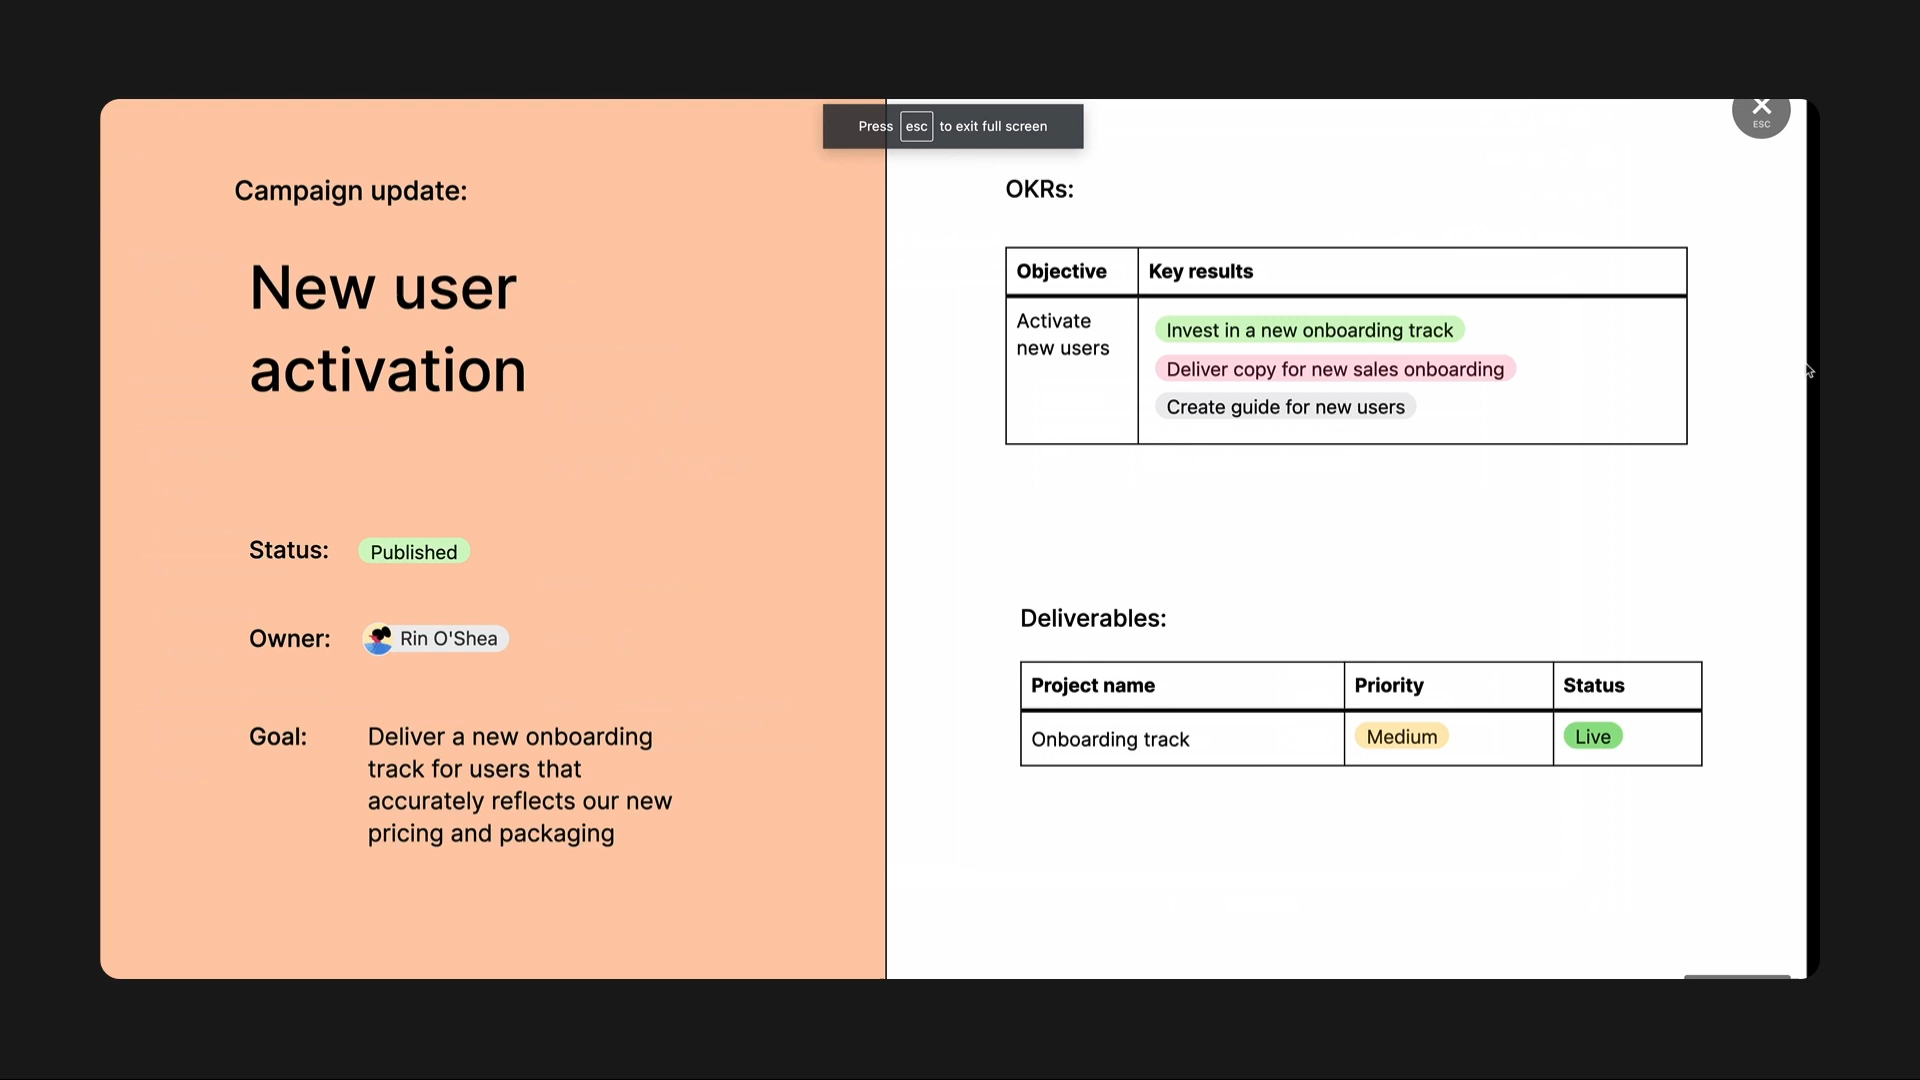 Press esc to exit full screen
ESC
Campaign update:
New user
activation
Status: Published
Owner: Rin O'Shea
Goal: Deliver a new onboarding
track for users that
accurately reflects our new
pricing and packaging
OKRs:
Objective Key results
Activate
new users
Invest in a new onboarding track
Deliver copy for new sales onboarding
Create guide for new users
Deliverables:
Project name Priority Status
Onboarding track Medium Live